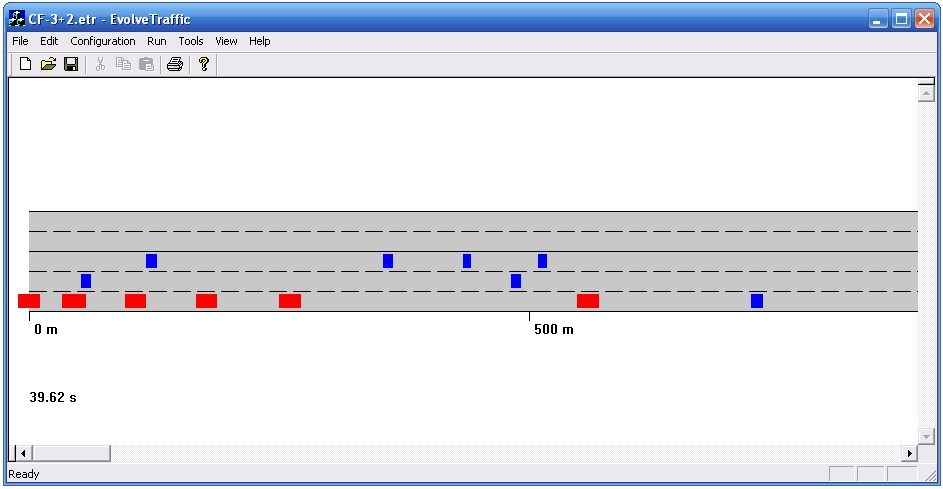 CF-3+2.etr - EvolveTraffic
File Edit Configuration Run Tools View Help
0 m 500 m
39.62 s
Ready